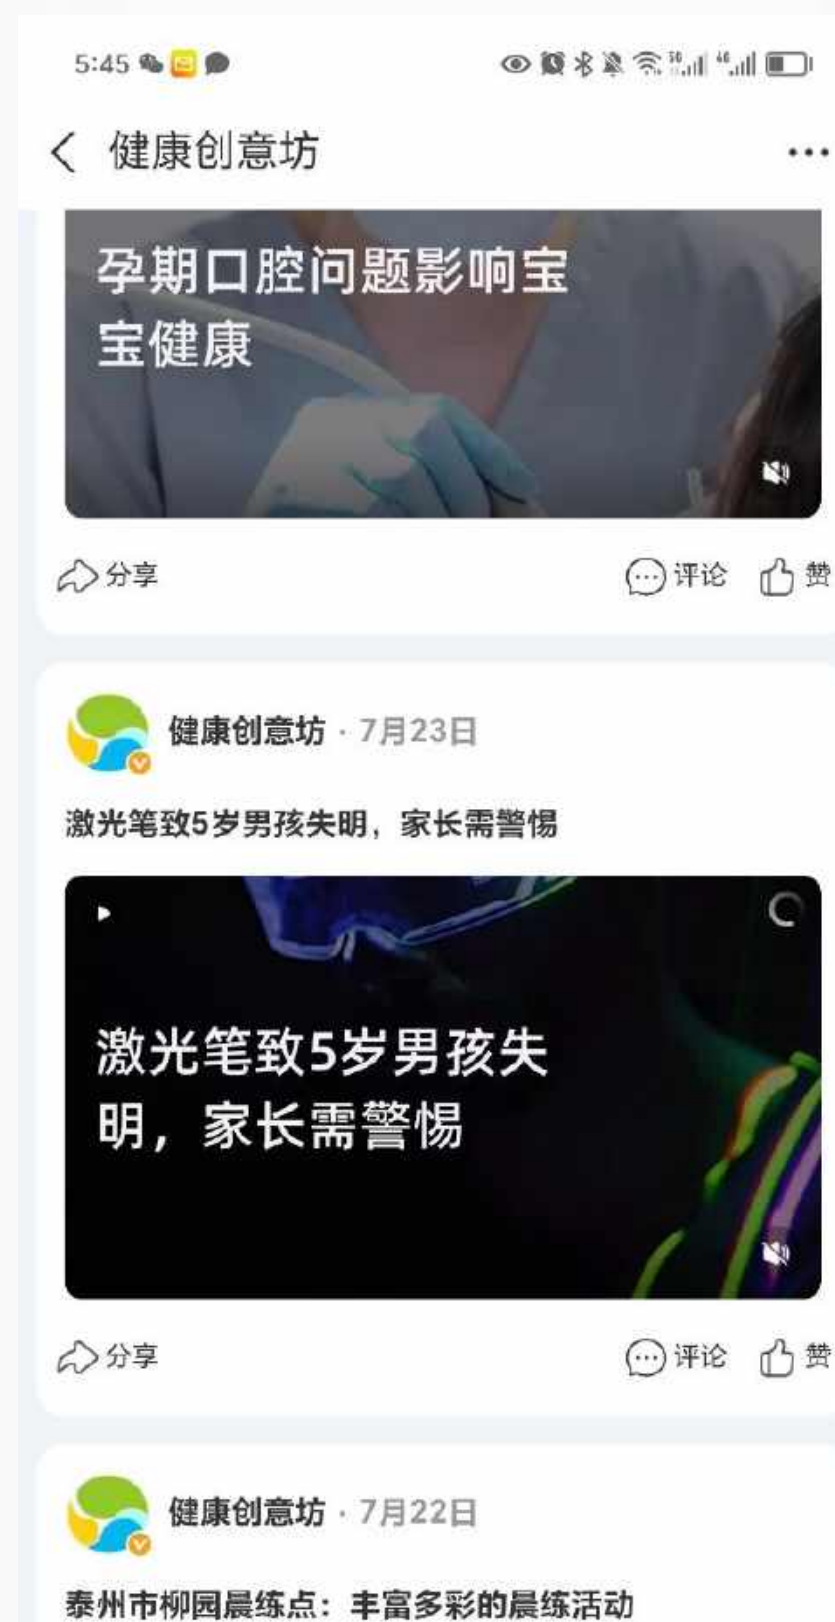 5:45
健康创意坊
孕期口腔问题影响宝
宝健康
分享
评论
赞
健康创意坊 · 7月23日
激光笔致5岁男孩失明，家长需警惕
激光笔致5岁男孩失
明，家长需警惕
分享
评论
赞
健康创意坊 · 7月22日
泰州市柳园晨练点：丰富多彩的晨练活动